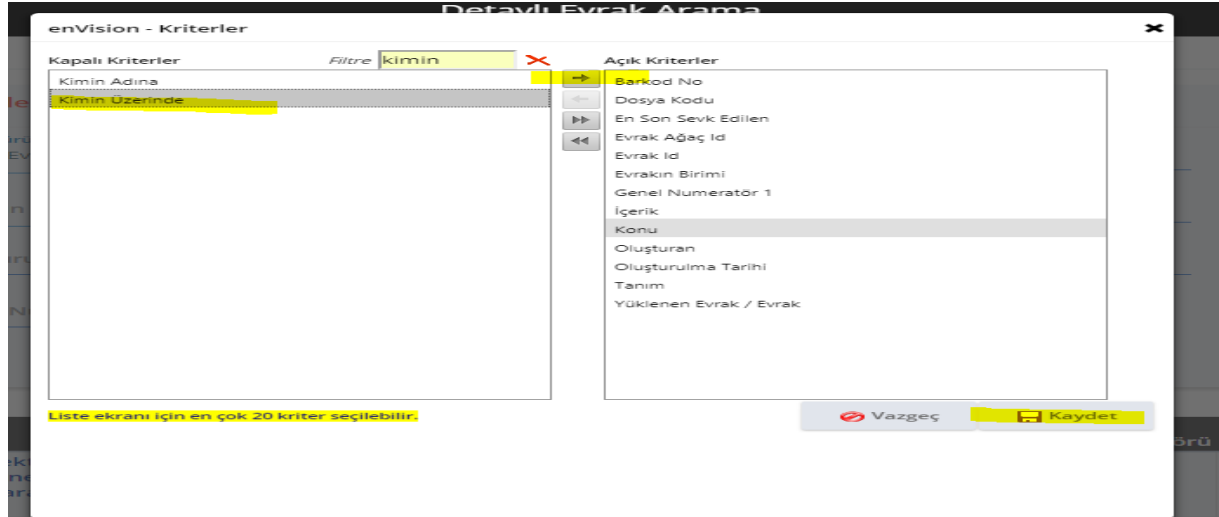 Detaylı Evrak Arama
enVision - Kriterler
Kapalı Kriterler
Filtre kimin
Açık Kriterler
Kimin Adına
Kimin Üzerinde
Barkod No
Dosya Kodu
En Son Sevk Edilen
Evrak Ağaç Id
Evrak Id
Evrakın Birimi
Genel Numeratör 1
İçerik
Konu
Oluşturan
Oluşturulma Tarihi
Tanım
Yüklenen Evrak / Evrak
Liste ekranı için en çok 20 kriter seçilebilir.
Vazgeç
Kaydet